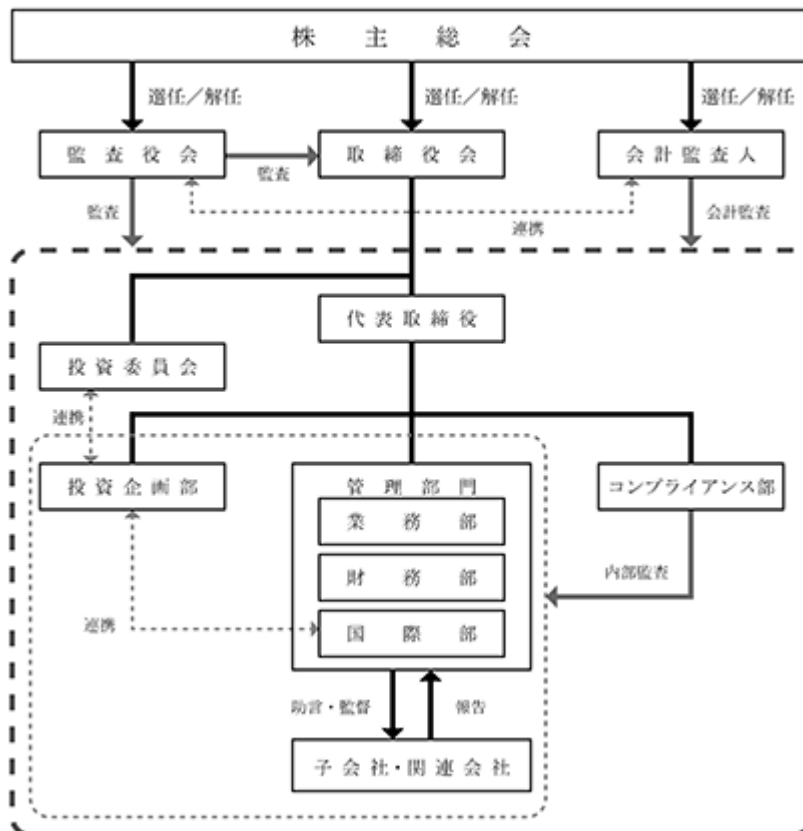 株主総会
選任／解任
選任／解任
選任／解任
監査役会
監査
取締役会
会計監査人
監査
連携
会計監査
代表取締役
投資委員会
連携
投資企画部
管理部門
コンプライアンス部
業務部
財務部
内部監査
国際部
連携
助言・監督
報告
子会社・関連会社